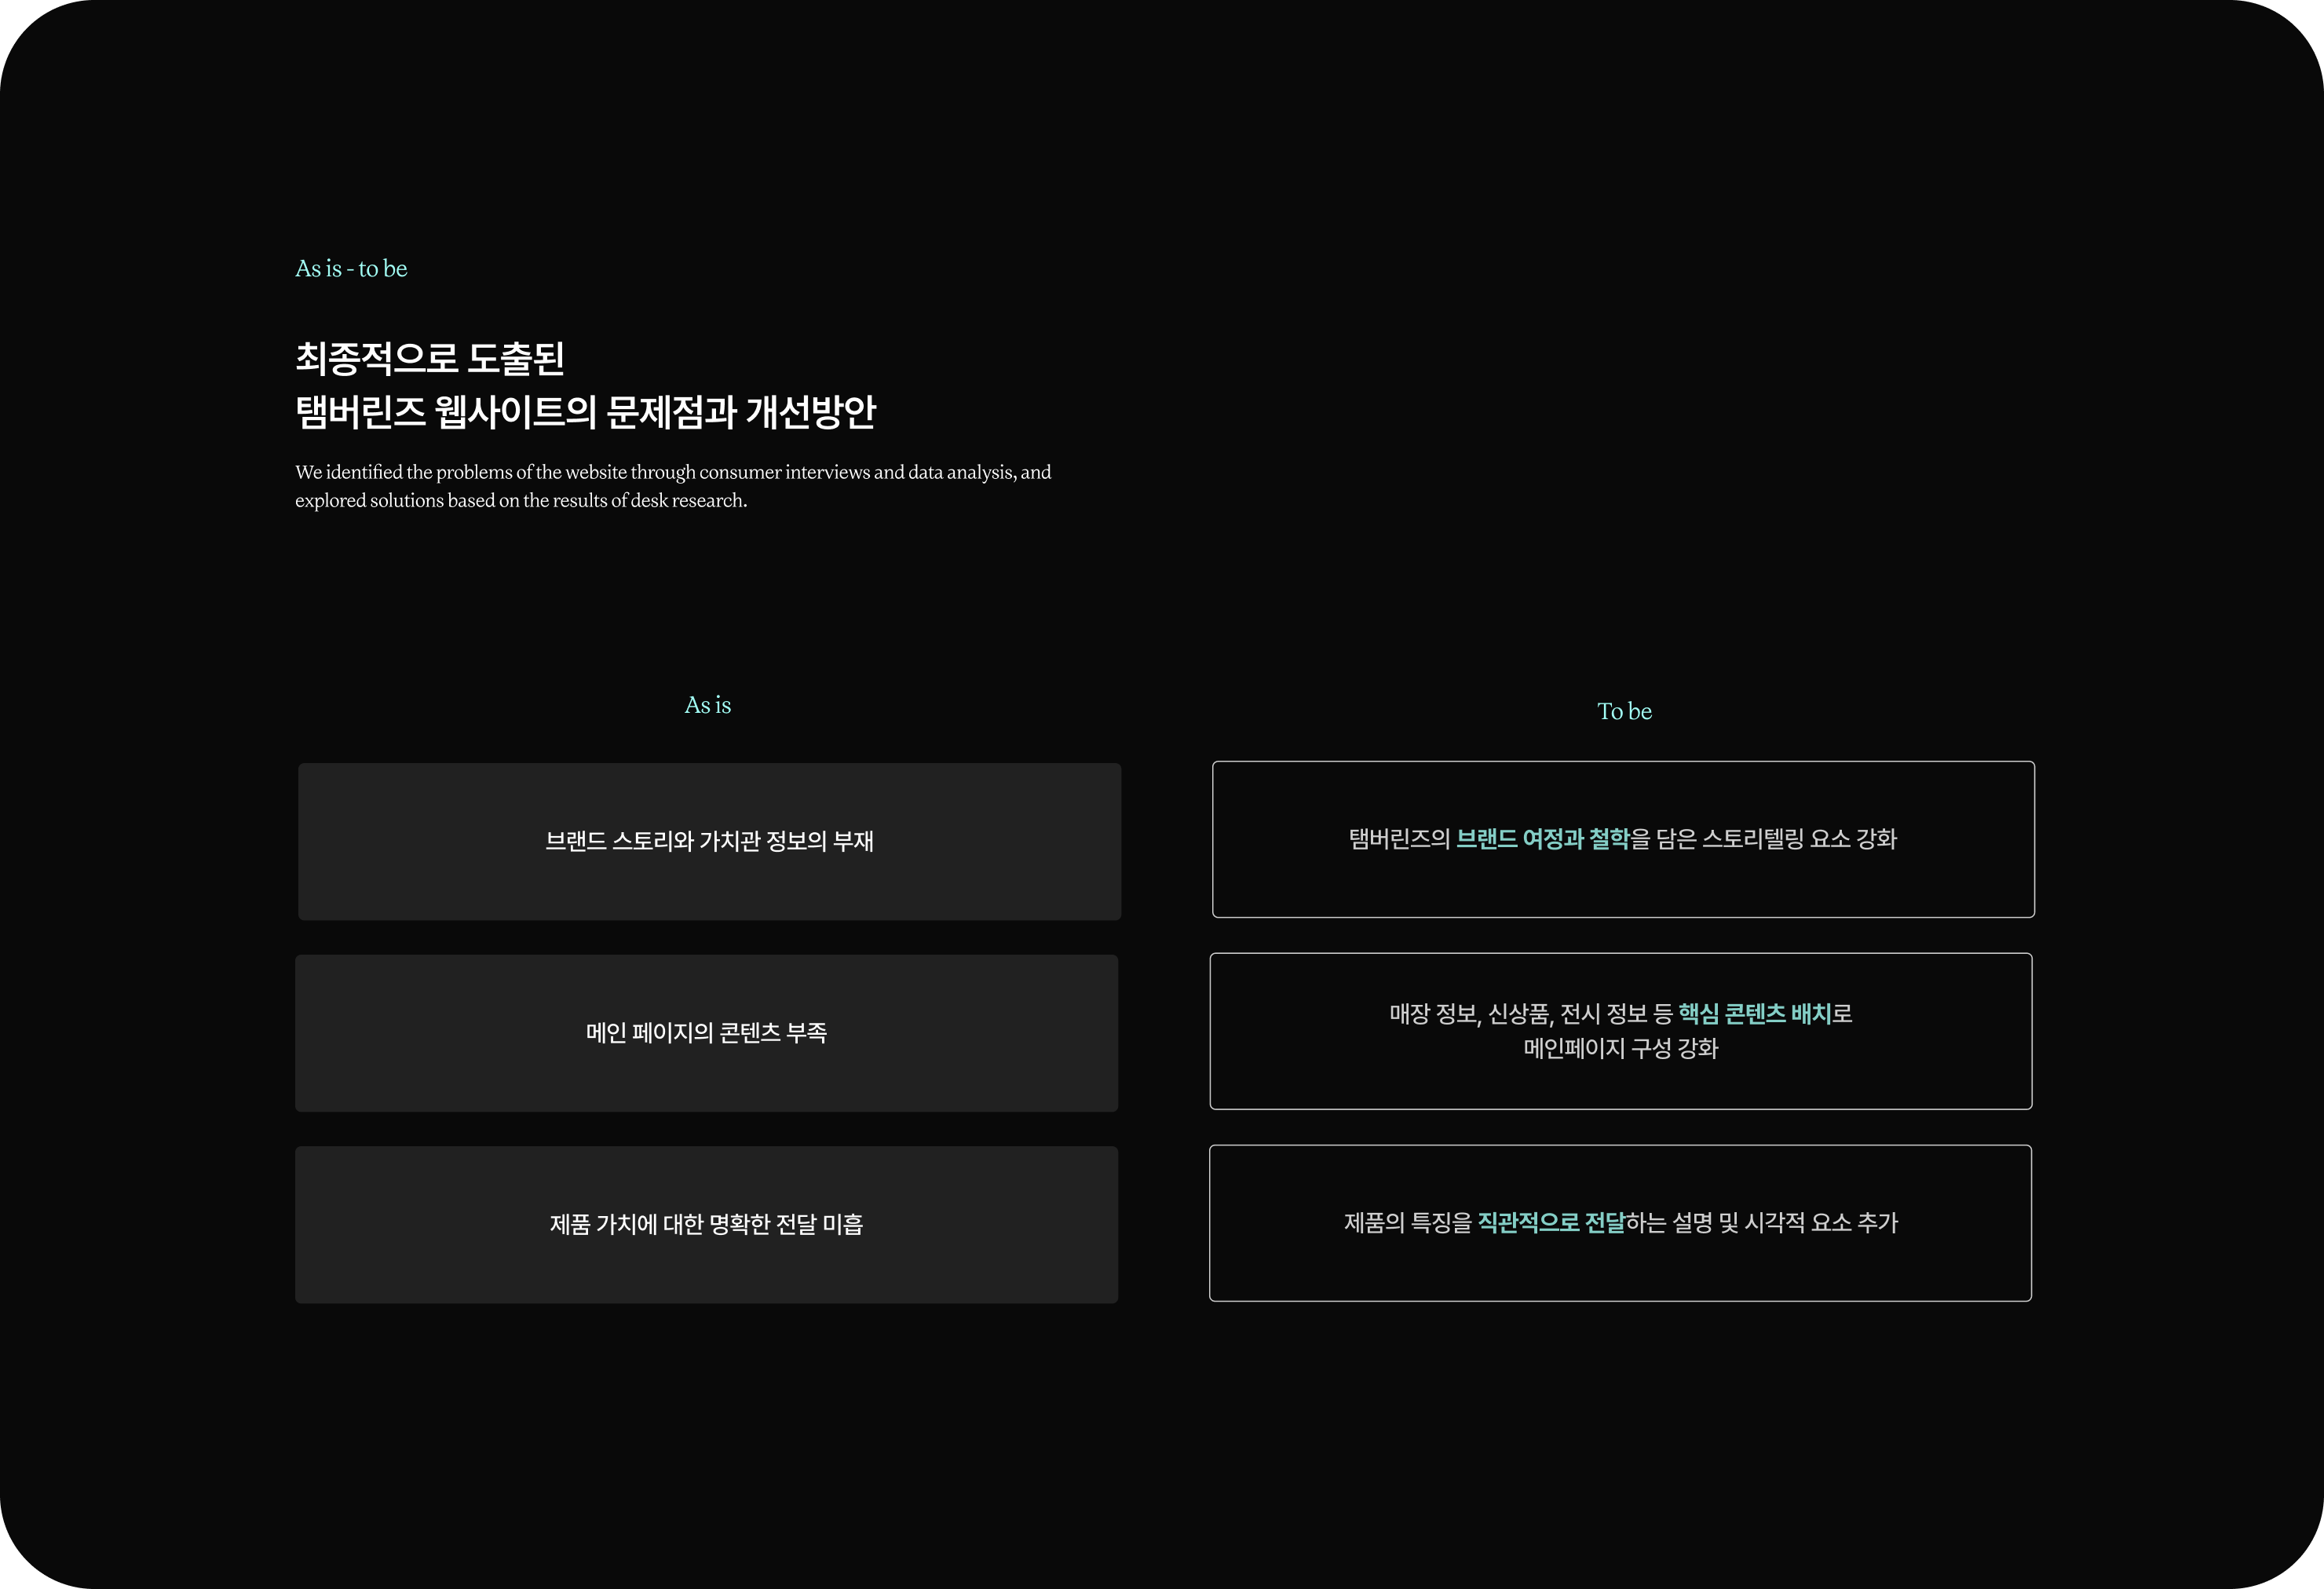 As is - to be
최종적으로 도출된
탬버린즈 웹사이트의 문제점과 개선방안
We identified the problems of the website through consumer interviews and data analysis, and
explored solutions based on the results of desk research.
As is
To be
브랜드 스토리와 가치관 정보의 부재
탬버린즈의 브랜드 여정과 철학을 담은 스토리텔링 요소 강화
메인 페이지의 콘텐츠 부족
매장 정보, 신상품, 전시 정보 등 핵심 콘텐츠 배치로
메인페이지 구성 강화
제품 가치에 대한 명확한 전달 미흡
제품의 특징을 직관적으로 전달하는 설명 및 시각적 요소 추가